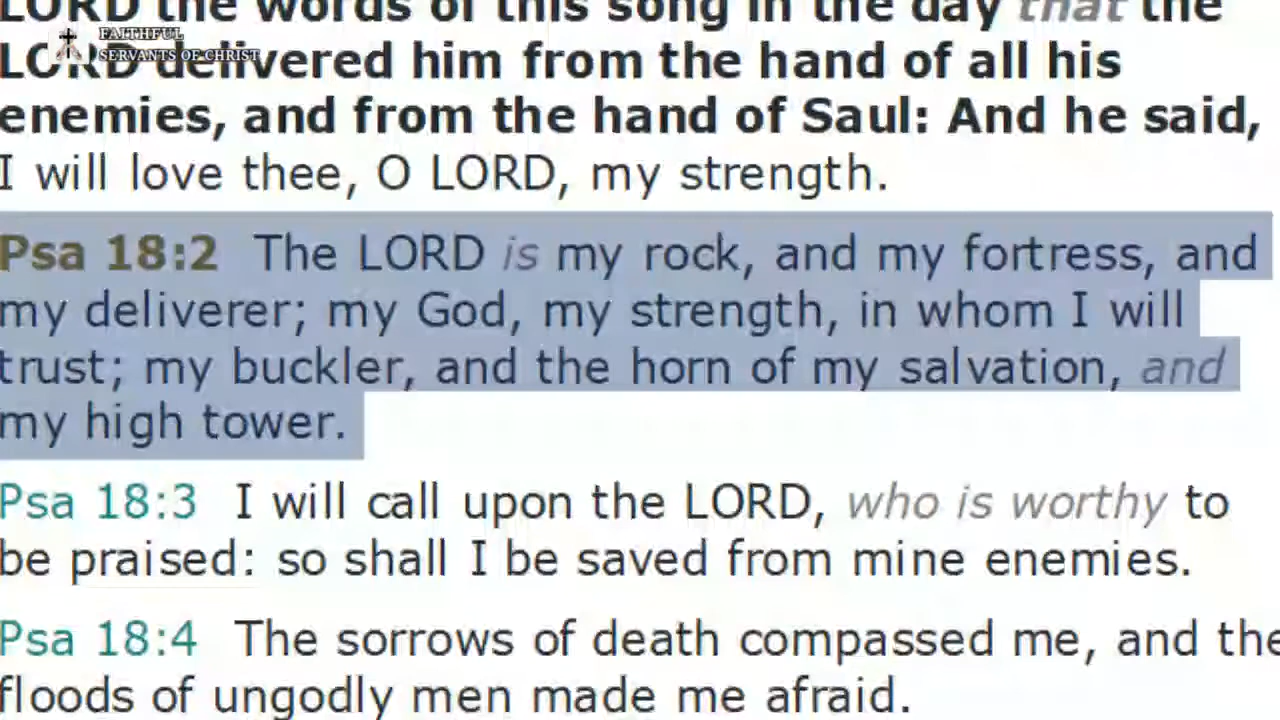 LORD the words of this song in the day that the
FAITHFUL
SERVANTS OF CHRIST
LORD delivered him from the hand of all his
enemies, and from the hand of Saul: And he said,
I will love thee, O LORD, my strength.
Psa 18:2 The LORD is my rock, and my fortress, and
my deliverer; my God, my strength, in whom I will
trust; my buckler, and the horn of my salvation, and
my high tower.
Psa 18:3 I will call upon the LORD, who is worthy to
be praised: so shall I be saved from mine enemies.
Psa 18:4 The sorrows of death compassed me, and the
floods of ungodly men made me afraid.